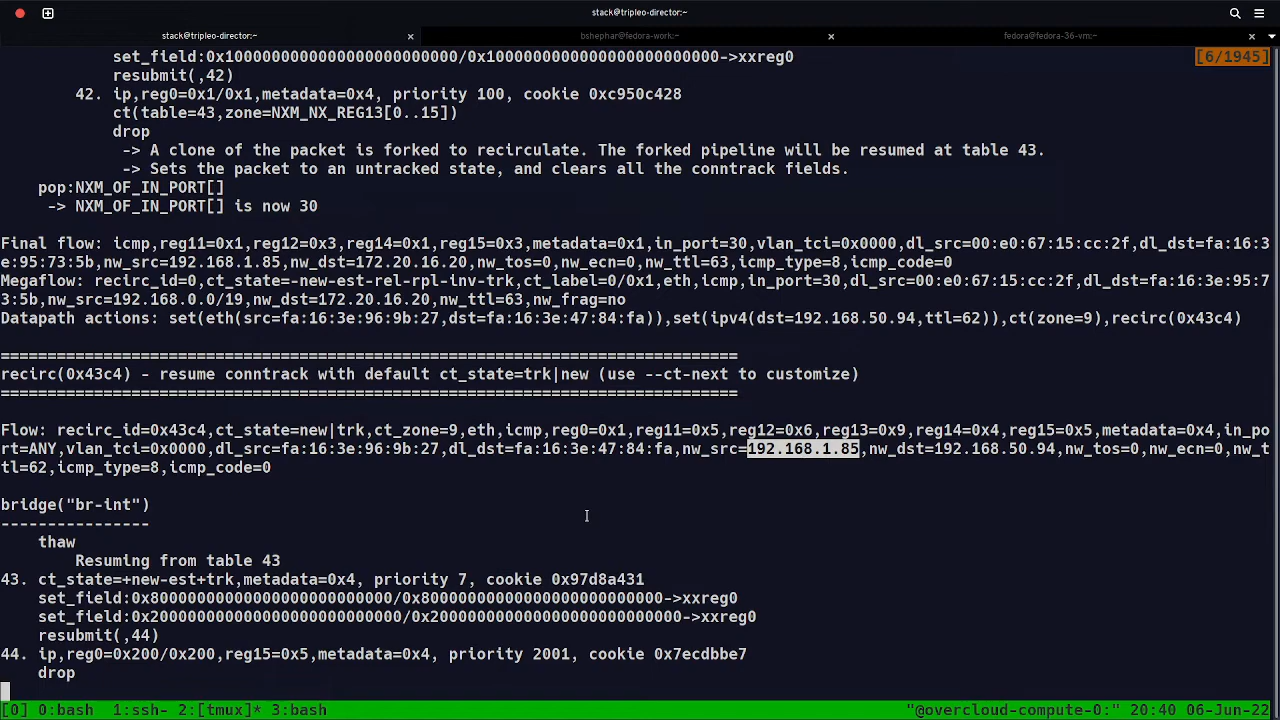 stack@tripleo-director:~
stack@tripleo-director:~
bshephar@fedora-work:~
fedora@fedora-36-vm:~
set_field:0x1000000000000000000000/0x1000000000000000000000->xxreg0
[6/1945]
resubmit(,42)
42. ip,reg0=0x1/0x1,metadata=0x4, priority 100, cookie 0xc950c428
ct(table=43,zone=NXM_NX_REG13[0..15])
drop
-> A clone of the packet is forked to recirculate. The forked pipeline will be resumed at table 43.
-> Sets the packet to an untracked state, and clears all the conntrack fields.
pop:NXM_OF_IN_PORT[]
-> NXM_OF_IN_PORT[] is now 30
Final flow: icmp,reg11=0x1,reg12=0x3,reg14=0x1,reg15=0x3,metadata=0x1,in_port=30,vlan_tci=0x0000,dl_src=00:e0:67:15:cc:2f,dl_dst=fa:16:3
e:95:73:5b,nw_src=192.168.1.85,nw_dst=172.20.16.20,nw_tos=0,nw_ecn=0,nw_ttl=63,icmp_type=8,icmp_code=0
Megaflow: recirc_id=0,ct_state=-new-est-rel-rpl-inv-trk,ct_label=0/0x1,eth,icmp,in_port=30,dl_src=00:e0:67:15:cc:2f,dl_dst=fa:16:3e:95:7
3:5b,nw_src=192.168.0.0/19,nw_dst=172.20.16.20,nw_ttl=63,nw_frag=no
Datapath actions: set(eth(src=fa:16:3e:96:9b:27,dst=fa:16:3e:47:84:fa)),set(ipv4(dst=192.168.50.94,ttl=62)),ct(zone=9),recirc(0x43c4)
===============================================================================
recirc(0x43c4) - resume conntrack with default ct_state=trk|new (use --ct-next to customize)
===============================================================================
Flow: recirc_id=0x43c4,ct_state=new|trk,ct_zone=9,eth,icmp,reg0=0x1,reg11=0x5,reg12=0x6,reg13=0x9,reg14=0x4,reg15=0x5,metadata=0x4,in_po
rt=ANY,vlan_tci=0x0000,dl_src=fa:16:3e:96:9b:27,dl_dst=fa:16:3e:47:84:fa,nw_src=192.168.1.85,nw_dst=192.168.50.94,nw_tos=0,nw_ecn=0,nw_t
tl=62,icmp_type=8,icmp_code=0
bridge("br-int")
----------------
thaw
Resuming from table 43
43. ct_state=+new-est+trk,metadata=0x4, priority 7, cookie 0x97d8a431
set_field:0x80000000000000000000000000/0x80000000000000000000000000->xxreg0
set_field:0x200000000000000000000000000/0x200000000000000000000000000->xxreg0
resubmit(,44)
44. ip,reg0=0x200/0x200,reg15=0x5,metadata=0x4, priority 2001, cookie 0x7ecdbbe7
drop
[0] 0:bash  1:ssh- 2:[tmux]* 3:bash
"@overcloud-compute-0:" 20:40 06-Jun-22